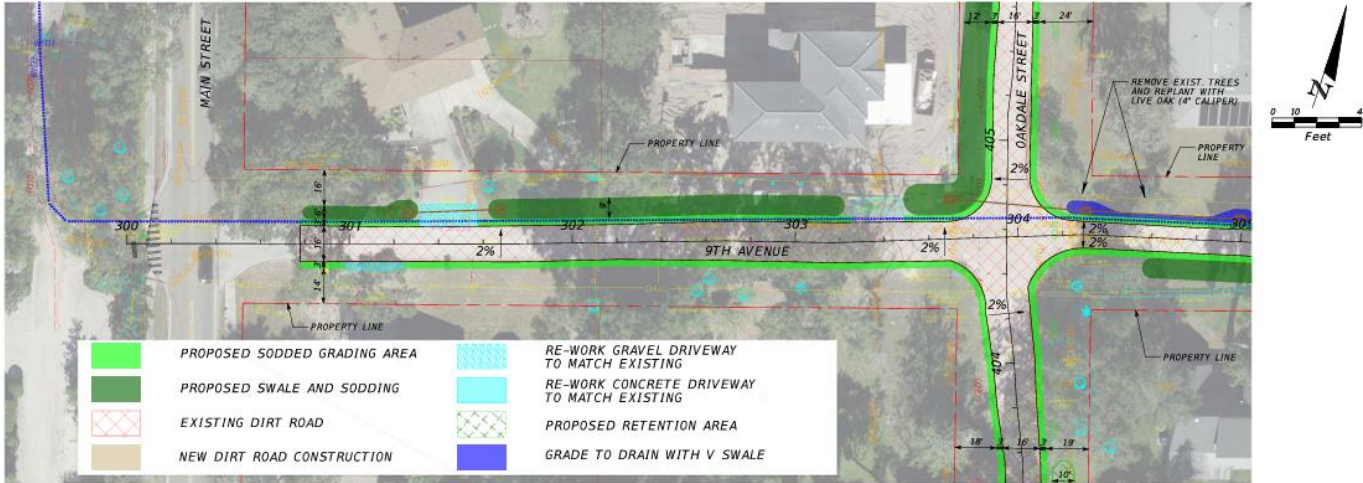 12'
3'
16'
3'
24'
MAIN STREET
OAKDALE STREET
REMOVE EXIST. TREES
AND REPLANT WITH
LIVE OAK (4" CALIPER)
N
0 10 4
Feet
405
PROPERTY LINE
PROPERTY
LINE
2%
16'
9'
300
301
302
303
304
305
2%
9TH AVENUE
2%
2%
2%
16'
3'
14'
2%
PROPERTY LINE
PROPERTY LINE
404
PROPOSED SODDED GRADING AREA
PROPOSED SWALE AND SODDING
EXISTING DIRT ROAD
NEW DIRT ROAD CONSTRUCTION
RE-WORK GRAVEL DRIVEWAY
TO MATCH EXISTING
RE-WORK CONCRETE DRIVEWAY
TO MATCH EXISTING
PROPOSED RETENTION AREA
GRADE TO DRAIN WITH V SWALE
18'
3'
16'
3'
19'
10'